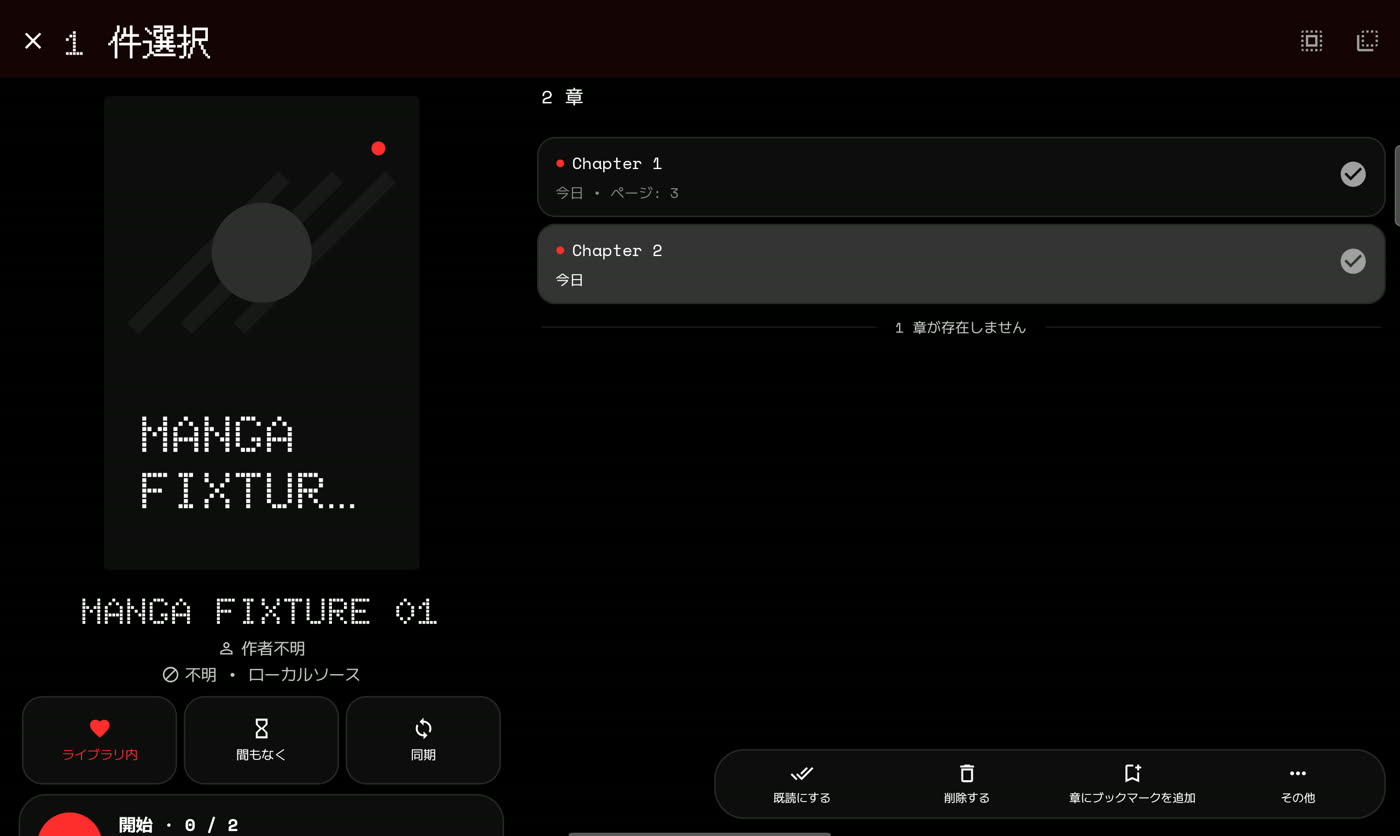 1 件選択
MANGA
FIXTUR...
MANGA FIXTURE 01
作者不明
不明 • ローカルソース
ライブラリ内
間もなく
同期
開始 · 0 / 2
2 章
Chapter 1
今日 • ページ: 3
Chapter 2
今日
1 章が存在しません
既読にする
削除する
章にブックマークを追加
その他